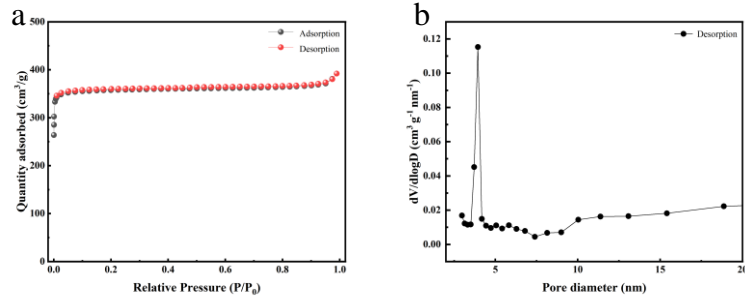 a
500
400
300
200
100
0
Quantity adsorbed (cm³/g)
Adsorption
Desorption
0.0 0.2 0.4 0.6 0.8 1.0
Relative Pressure (P/P₀)
b
0.12
0.10
0.08
0.06
0.04
0.02
0.00
dV/dlogD (cm³ g⁻¹ nm⁻¹)
Desorption
5 10 15 20
Pore diameter (nm)